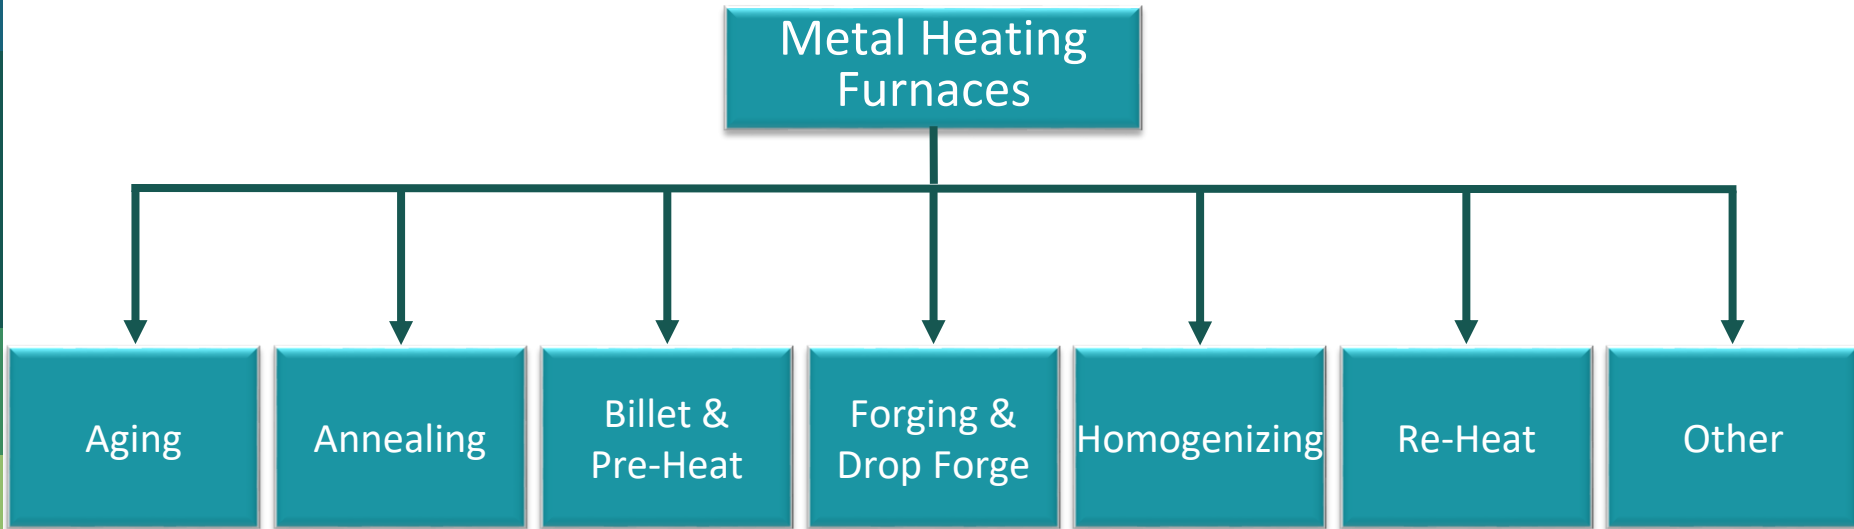 Metal Heating
Furnaces
Aging
Annealing
Billet &
Pre-Heat
Forging &
Drop Forge
Homogenizing
Re-Heat
Other